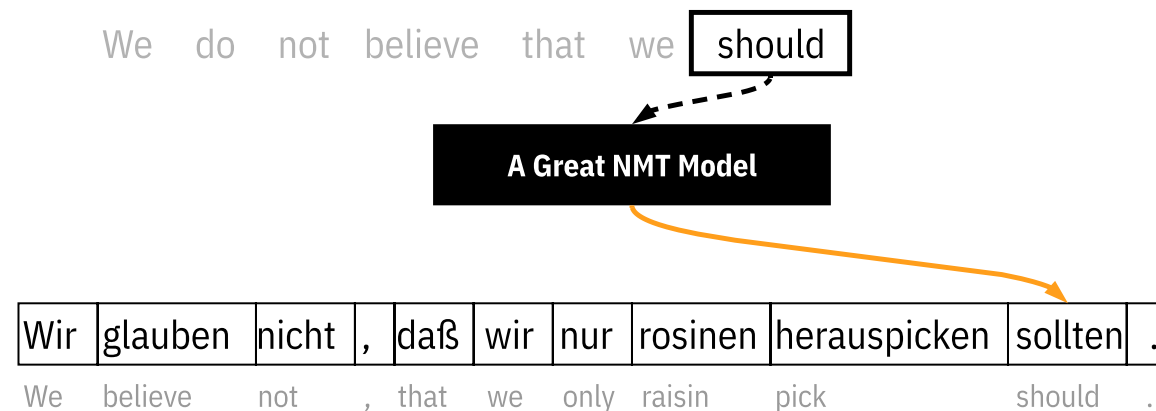 We do not believe that we should
A Great NMT Model
Wir glauben nicht , daß wir nur rosinen herauspicken sollten .
We believe not , that we only raisin pick should .